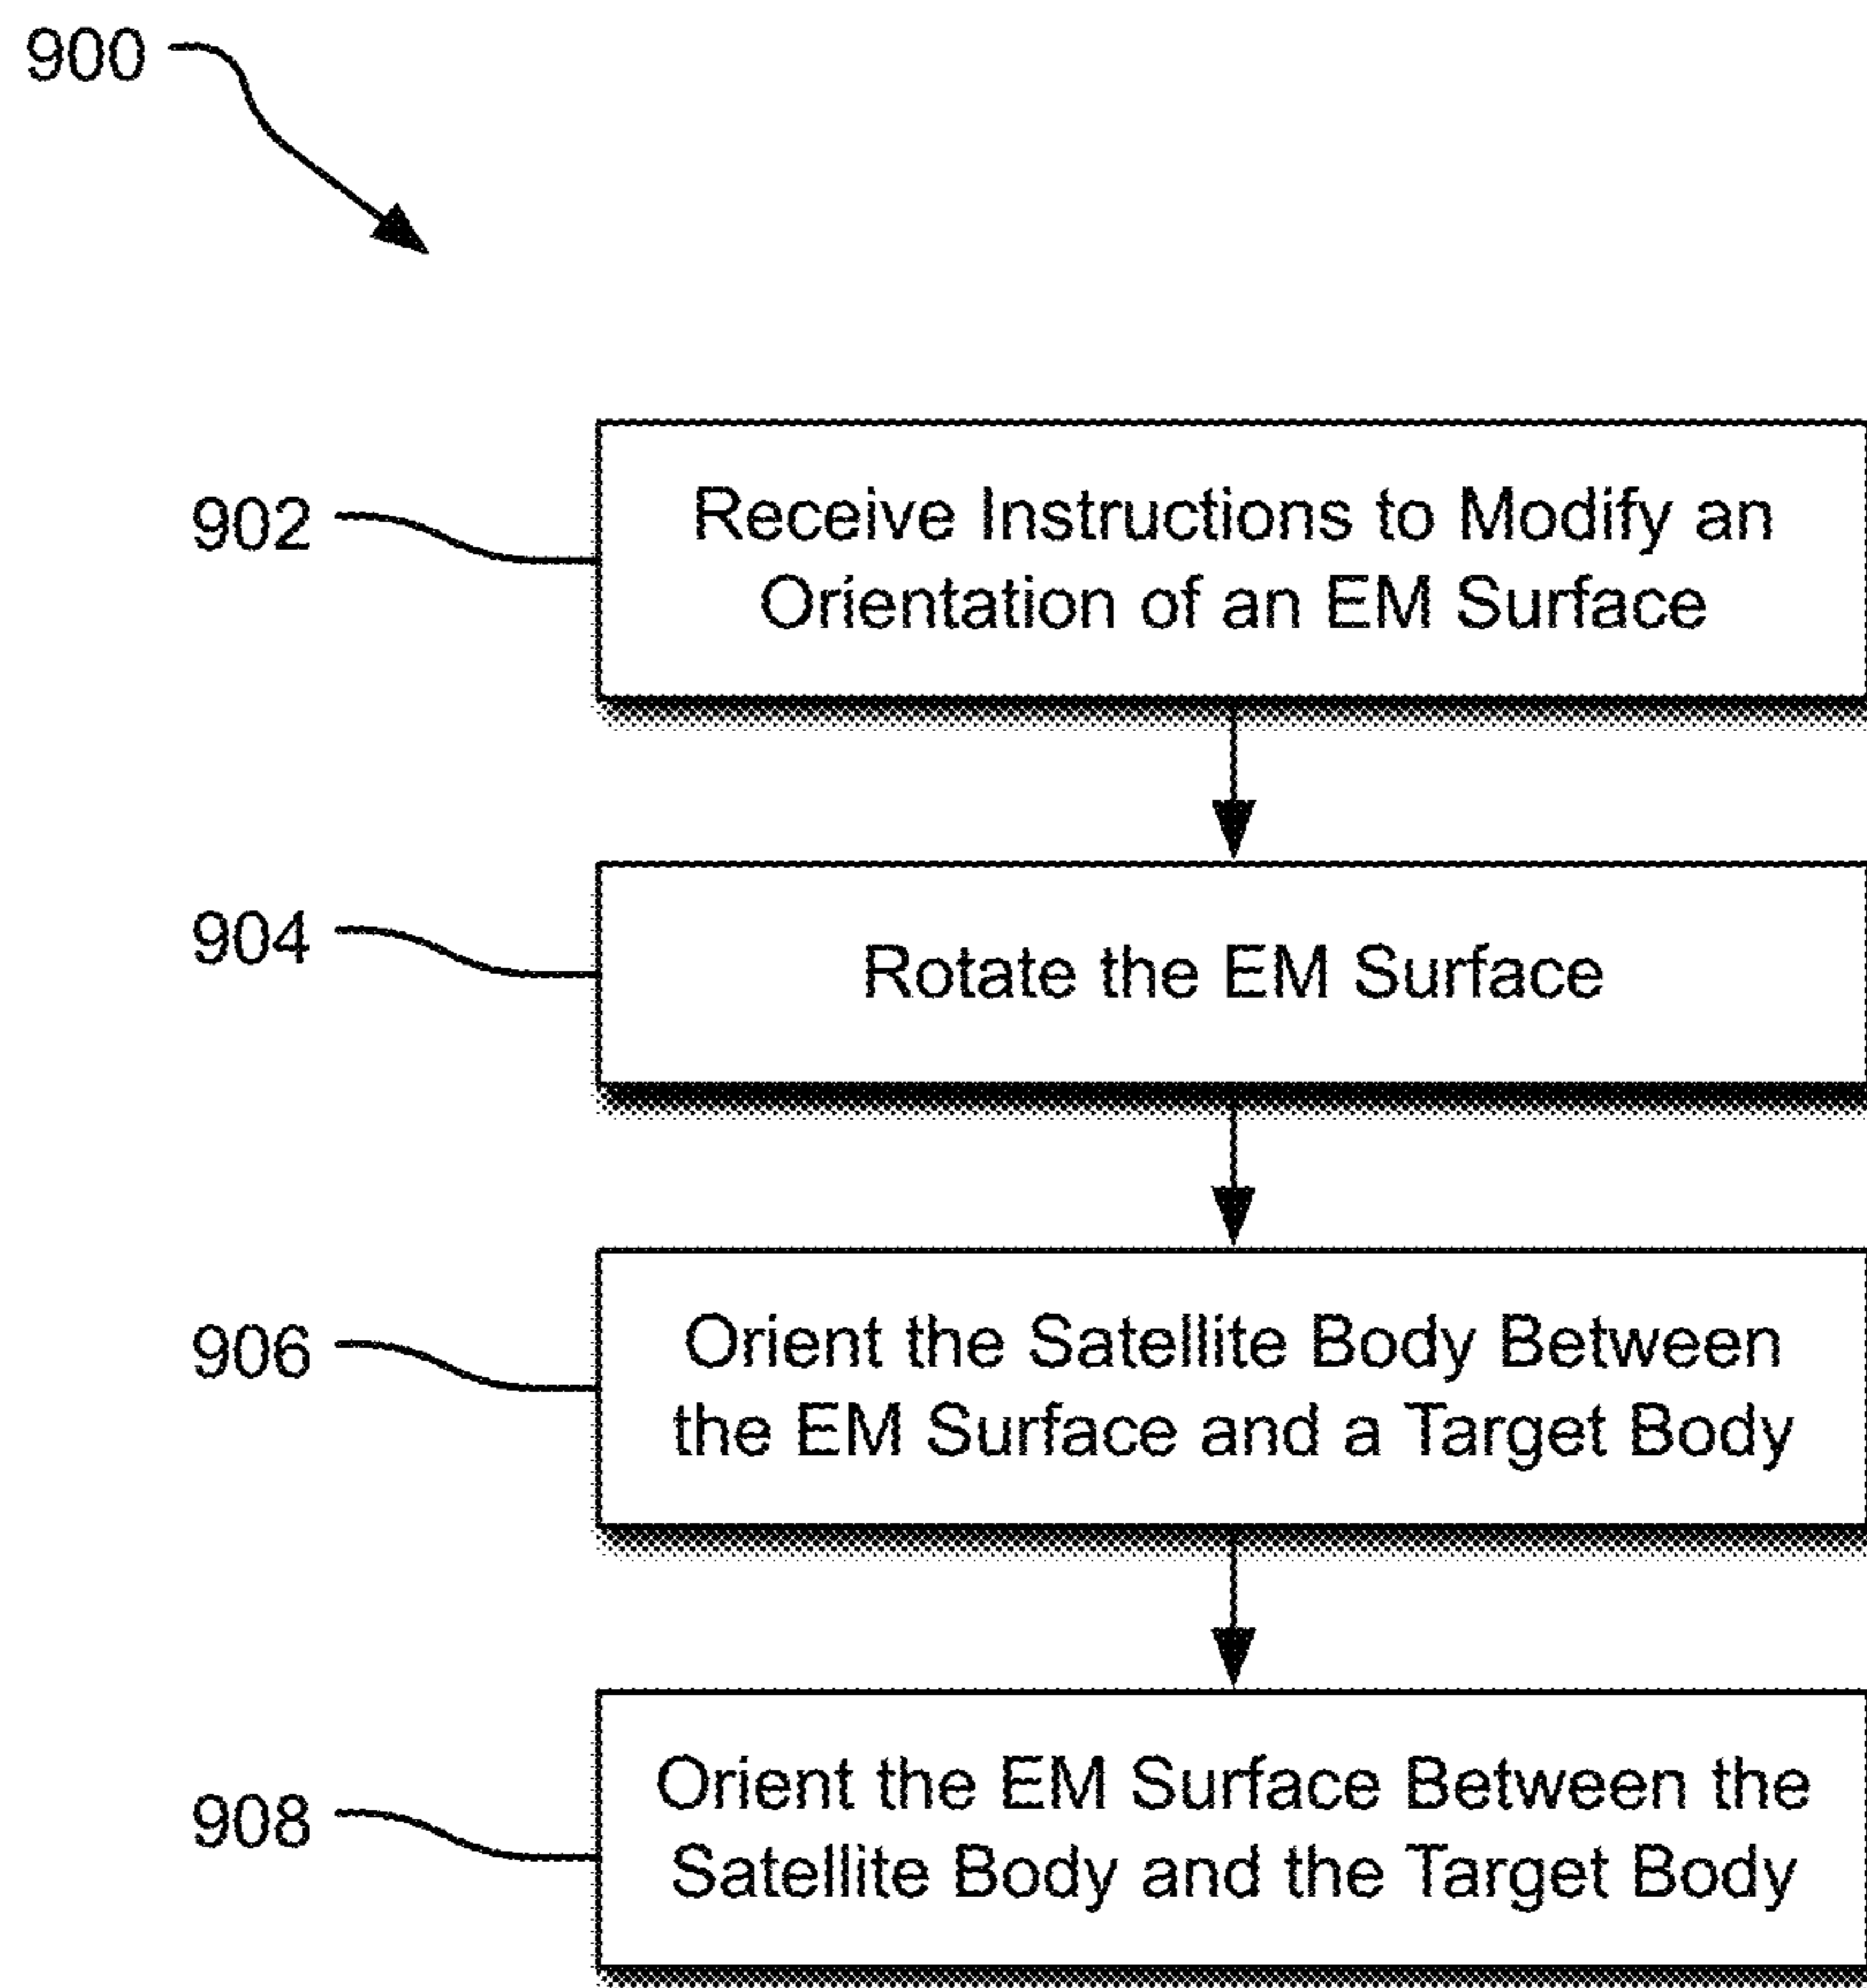 900
902
Receive Instructions to Modify an
Orientation of an EM Surface
904
Rotate the EM Surface
906
Orient the Satellite Body Between
the EM Surface and a Target Body
908
Orient the EM Surface Between the
Satellite Body and the Target Body